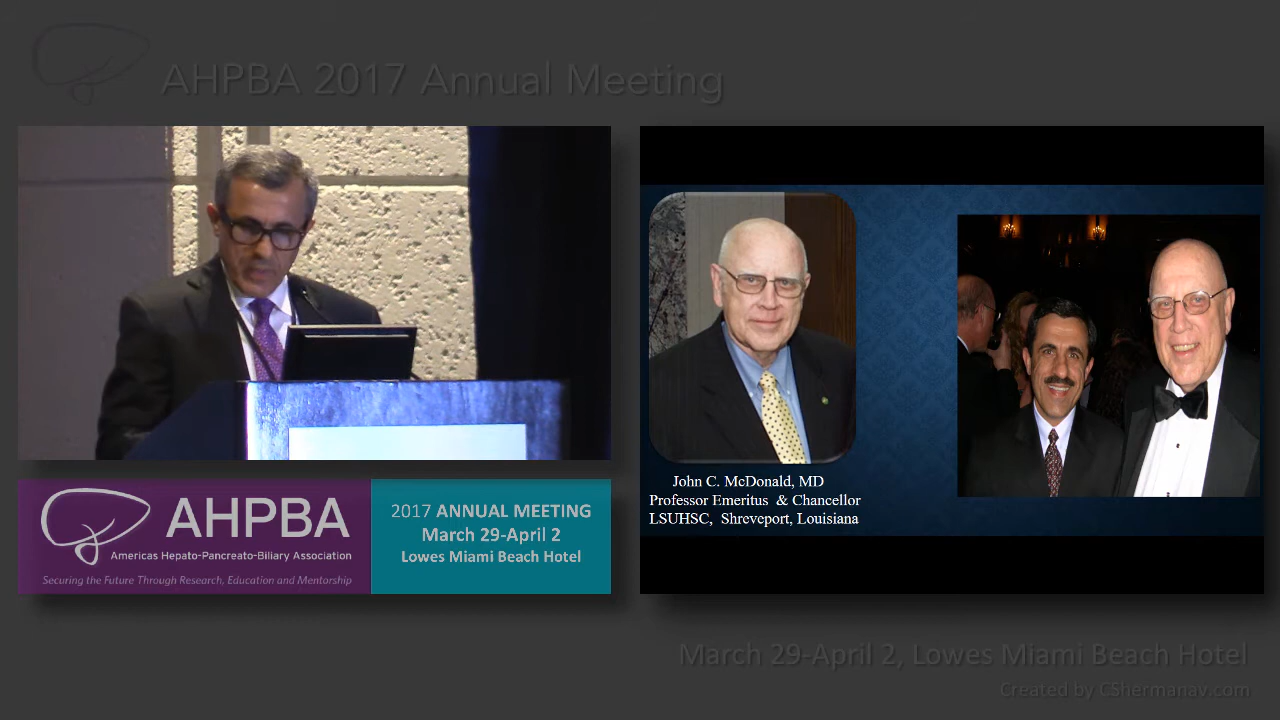 AHPBA 2017 Annual Meeting
John C. McDonald, MD
Professor Emeritus & Chancellor
LSUHSC, Shreveport, Louisiana
AHPBA
Americas Hepato-Pancreato-Biliary Association
Securing the Future Through Research, Education and Mentorship
2017 ANNUAL MEETING
March 29-April 2
Lowes Miami Beach Hotel
March 29-April 2, Lowes Miami Beach Hotel
Created by CShermanav.com